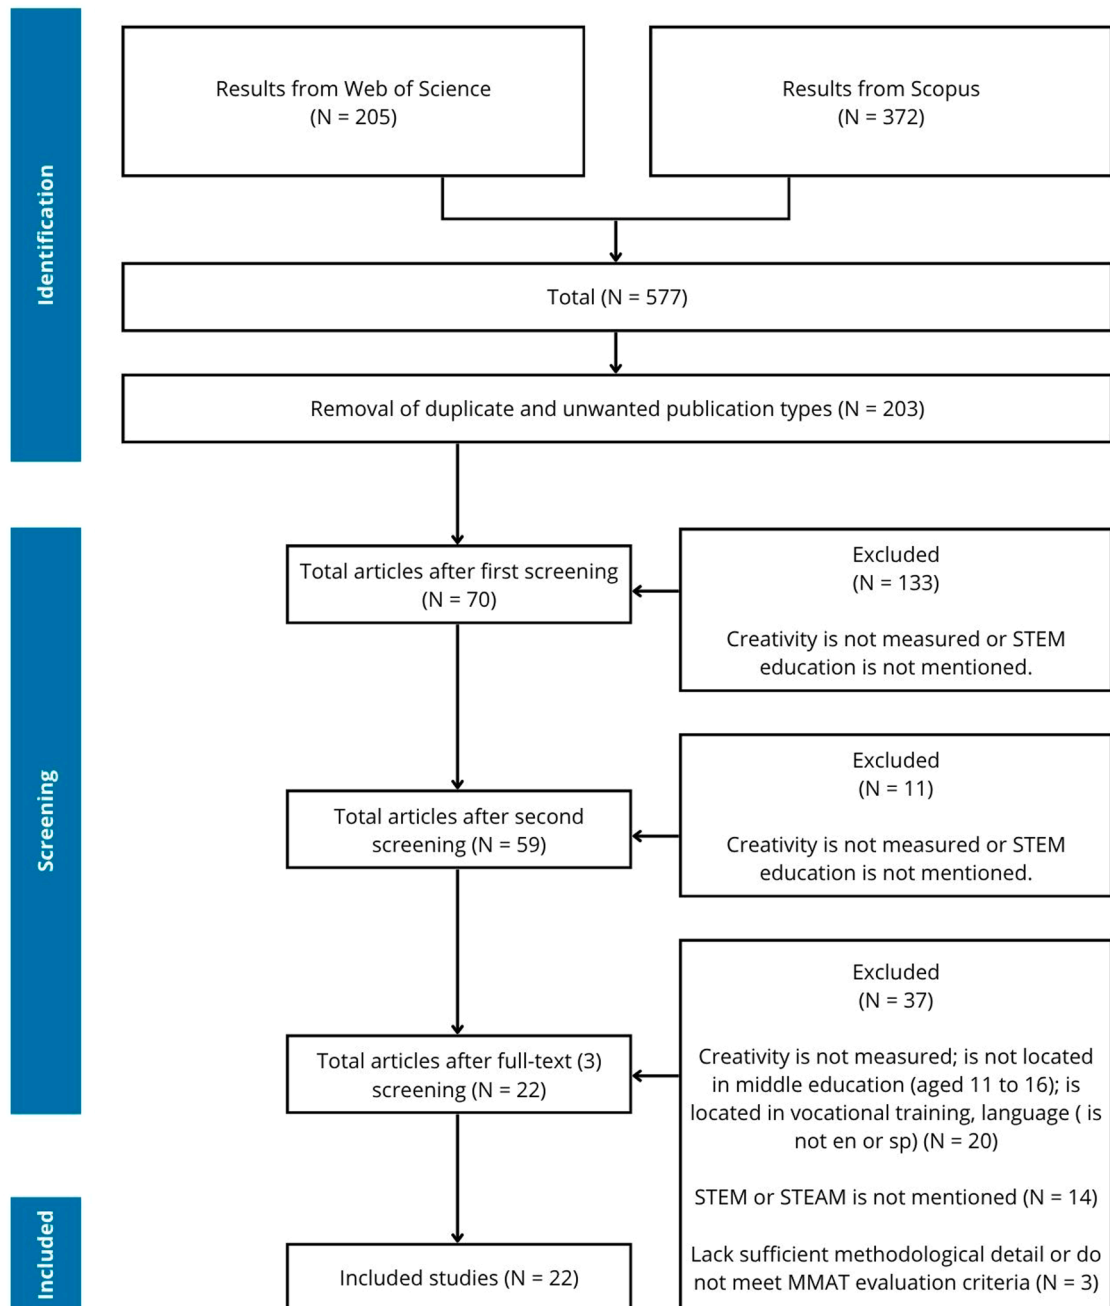 Identification
Results from Web of Science
(N = 205)
Results from Scopus
(N = 372)
Total (N = 577)
Removal of duplicate and unwanted publication types (N = 203)
Screening
Total articles after first screening
(N = 70)
Excluded
(N = 133)
Creativity is not measured or STEM
education is not mentioned.
Total articles after second
screening (N = 59)
Excluded
(N = 11)
Creativity is not measured or STEM
education is not mentioned.
Total articles after full-text (3)
screening (N = 22)
Excluded
(N = 37)
Creativity is not measured; is not located
in middle education (aged 11 to 16); is
located in vocational training, language ( is
not en or sp) (N = 20)
STEM or STEAM is not mentioned (N = 14)
Lack sufficient methodological detail or do
not meet MMAT evaluation criteria (N = 3)
Included
Included studies (N = 22)